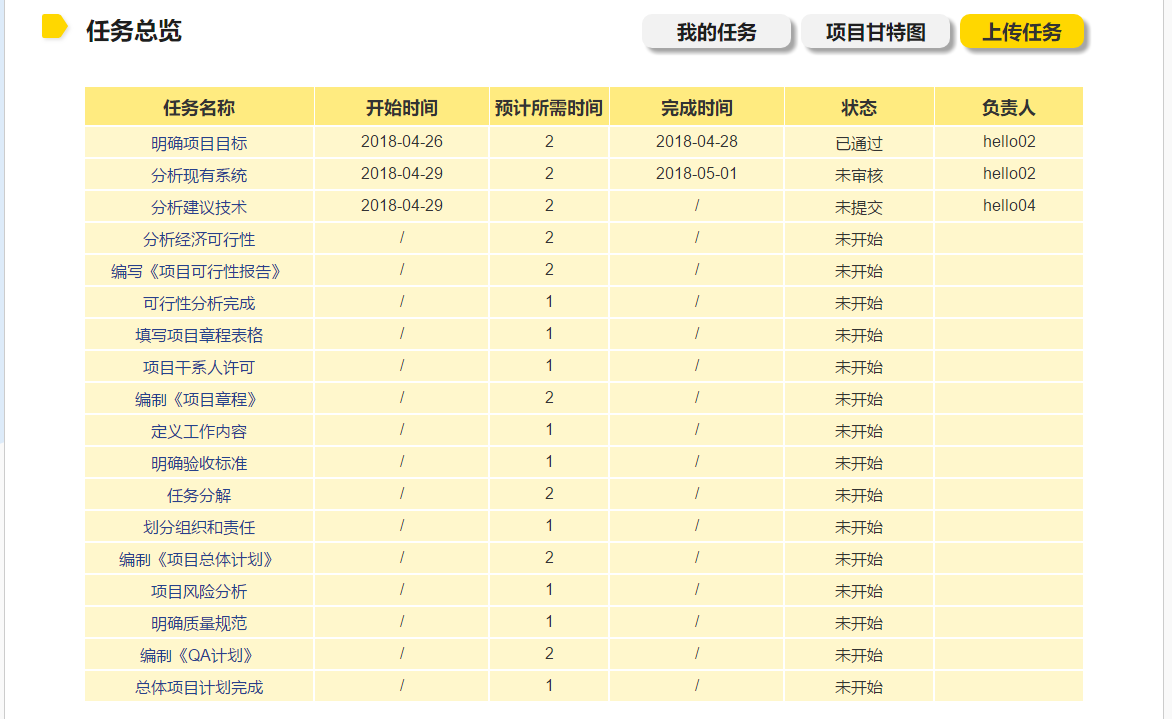 任务总览 我的任务 项目甘特图 上传任务
任务名称 开始时间 预计所需时间 完成时间 状态 负责人
明确项目目标 2018-04-26 2 2018-04-28 已通过 hello02
分析现有系统 2018-04-29 2 2018-05-01 未审核 hello02
分析建议技术 2018-04-29 2 / 未提交 hello04
分析经济可行性 / 2 / 未开始
编写《项目可行性报告》 / 2 / 未开始
可行性分析完成 / 1 / 未开始
填写项目章程表格 / 1 / 未开始
项目干系人许可 / 1 / 未开始
编制《项目章程》 / 2 / 未开始
定义工作内容 / 1 / 未开始
明确验收标准 / 1 / 未开始
任务分解 / 2 / 未开始
划分组织和责任 / 1 / 未开始
编制《项目总体计划》 / 2 / 未开始
项目风险分析 / 1 / 未开始
明确质量规范 / 1 / 未开始
编制《QA计划》 / 2 / 未开始
总体项目计划完成 / 1 / 未开始